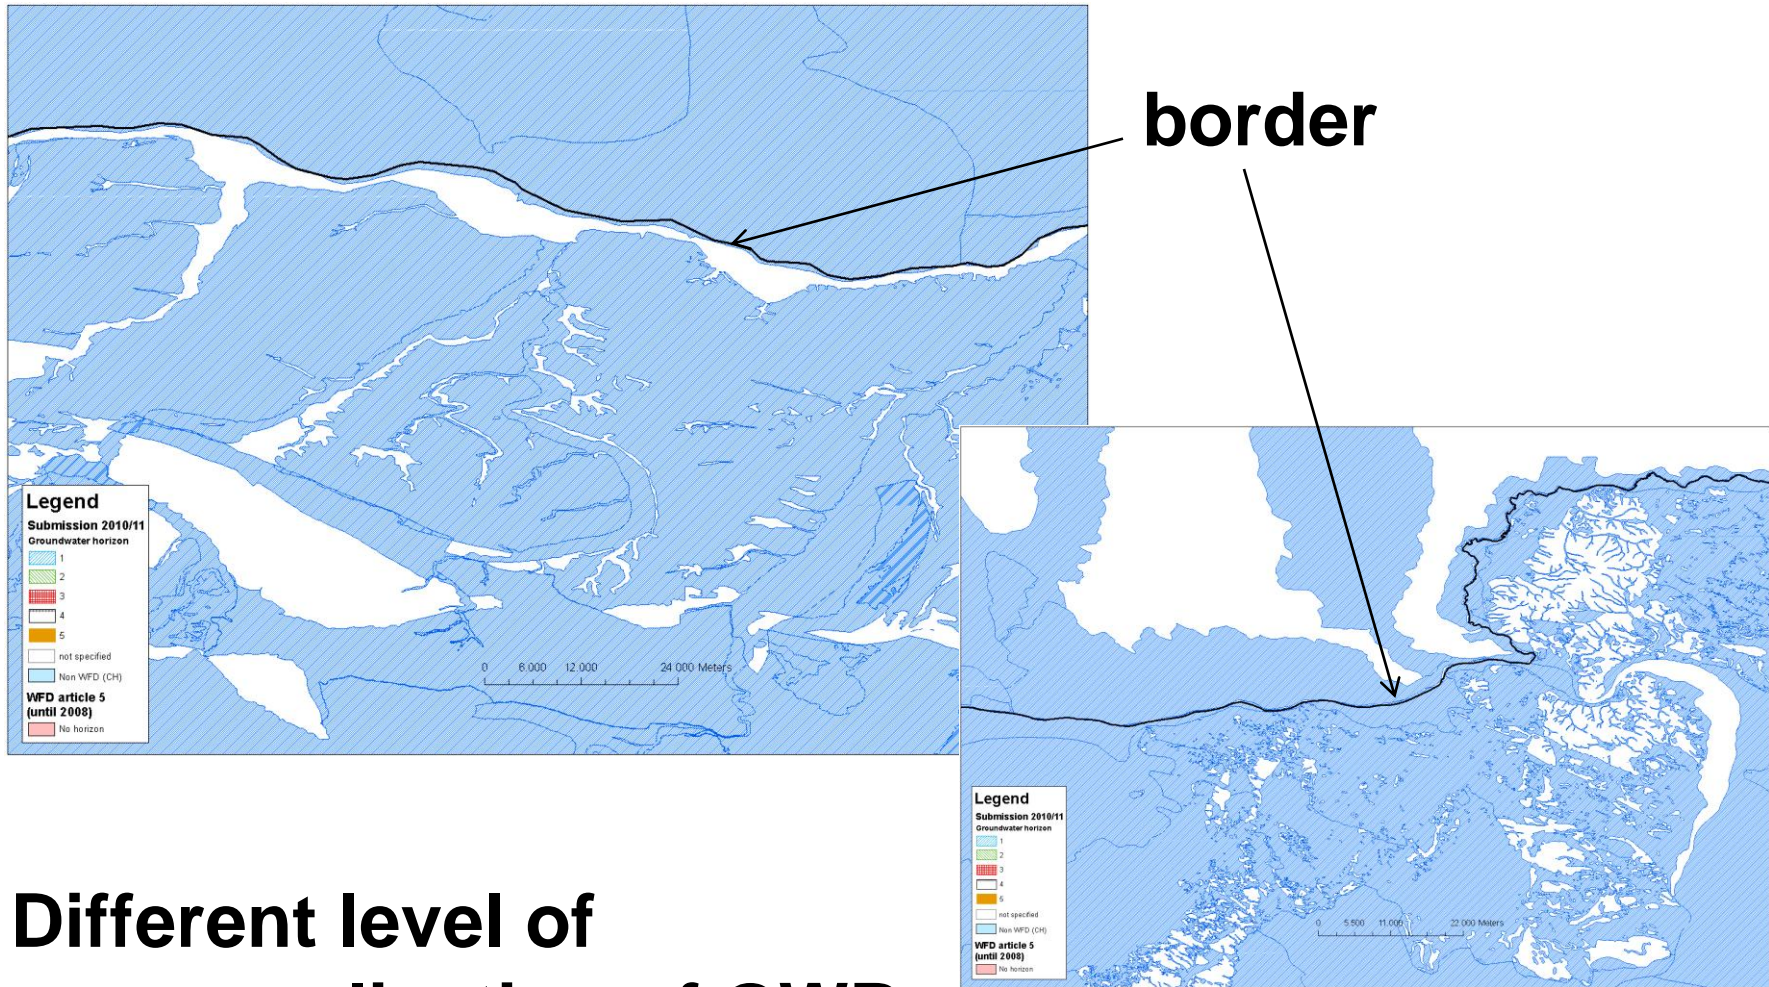 border
Legend
Submission 2010/11
Groundwater horizon
1
2
3
4
5
not specified
Non WFD (CH)
WFD article 5
(until 2008)
No horizon
0 6 000 12 000 24 000 Meters
Legend
Submission 2010/11
Groundwater horizon
1
2
3
4
5
not specified
Non WFD (CH)
WFD article 5
(until 2008)
No horizon
0 5 500 11 000 22 000 Meters
Different level of